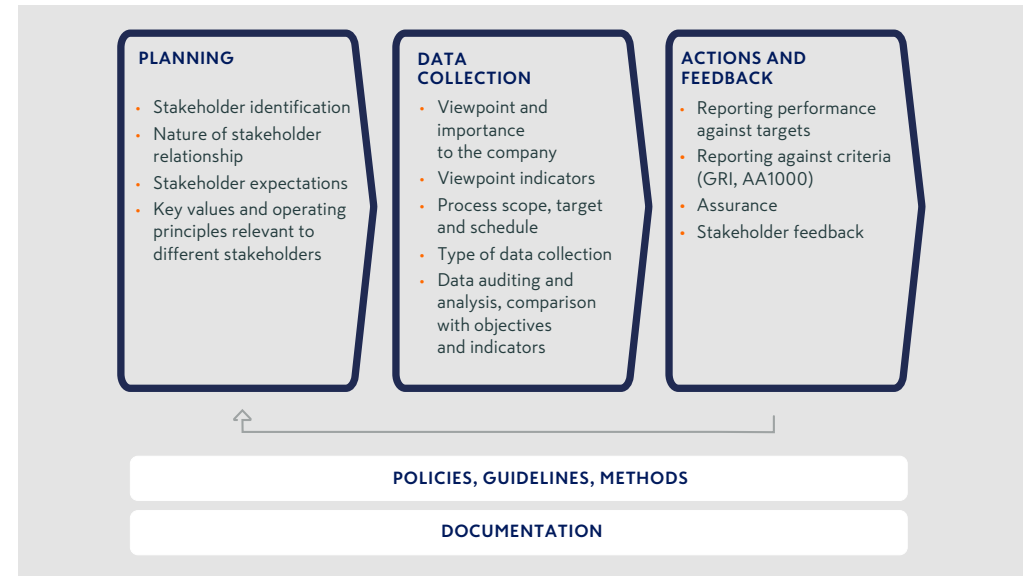 PLANNING
• Stakeholder identification
• Nature of stakeholder
relationship
• Stakeholder expectations
• Key values and operating
principles relevant to
different stakeholders
DATA
COLLECTION
• Viewpoint and
importance
to the company
• Viewpoint indicators
• Process scope, target
and schedule
• Type of data collection
• Data auditing and
analysis, comparison
with objectives
and indicators
ACTIONS AND
FEEDBACK
• Reporting performance
against targets
• Reporting against criteria
(GRI, AA1000)
• Assurance
• Stakeholder feedback
POLICIES, GUIDELINES, METHODS
DOCUMENTATION